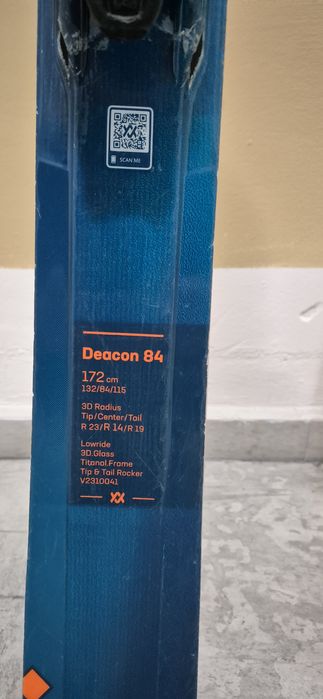 SCAN ME
Deacon 84
172 cm
132/84/115
3D Radius
Tip/Center/Tail
R 23/R 14/R 19
Lowride
3D.Glass
Titanal.Frame
Tip & Tail Rocker
V2310041